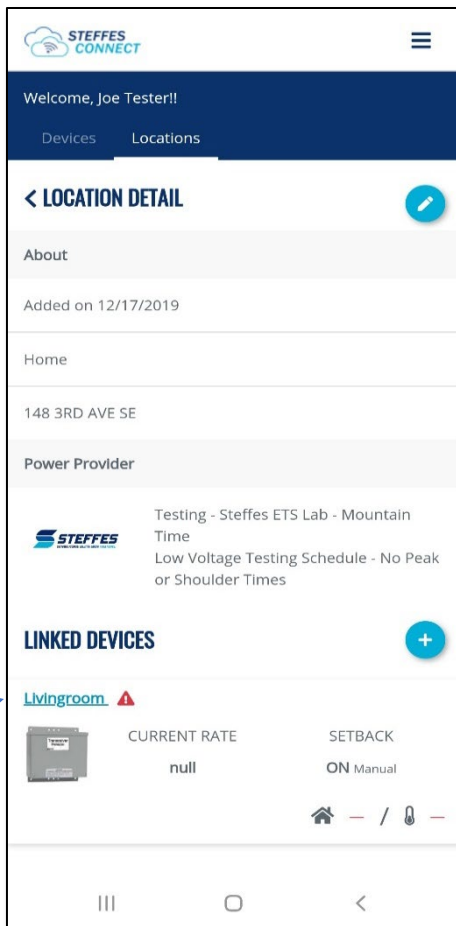 STEFFES
CONNECT
Welcome, Joe Tester!!
Devices Locations
< LOCATION DETAIL
About
Added on 12/17/2019
Home
148 3RD AVE SE
Power Provider
STEFFES
Testing - Steffes ETS Lab - Mountain
Time
Low Voltage Testing Schedule - No Peak
or Shoulder Times
LINKED DEVICES
+
Livingroom
CURRENT RATE SETBACK
null ON Manual
– / –